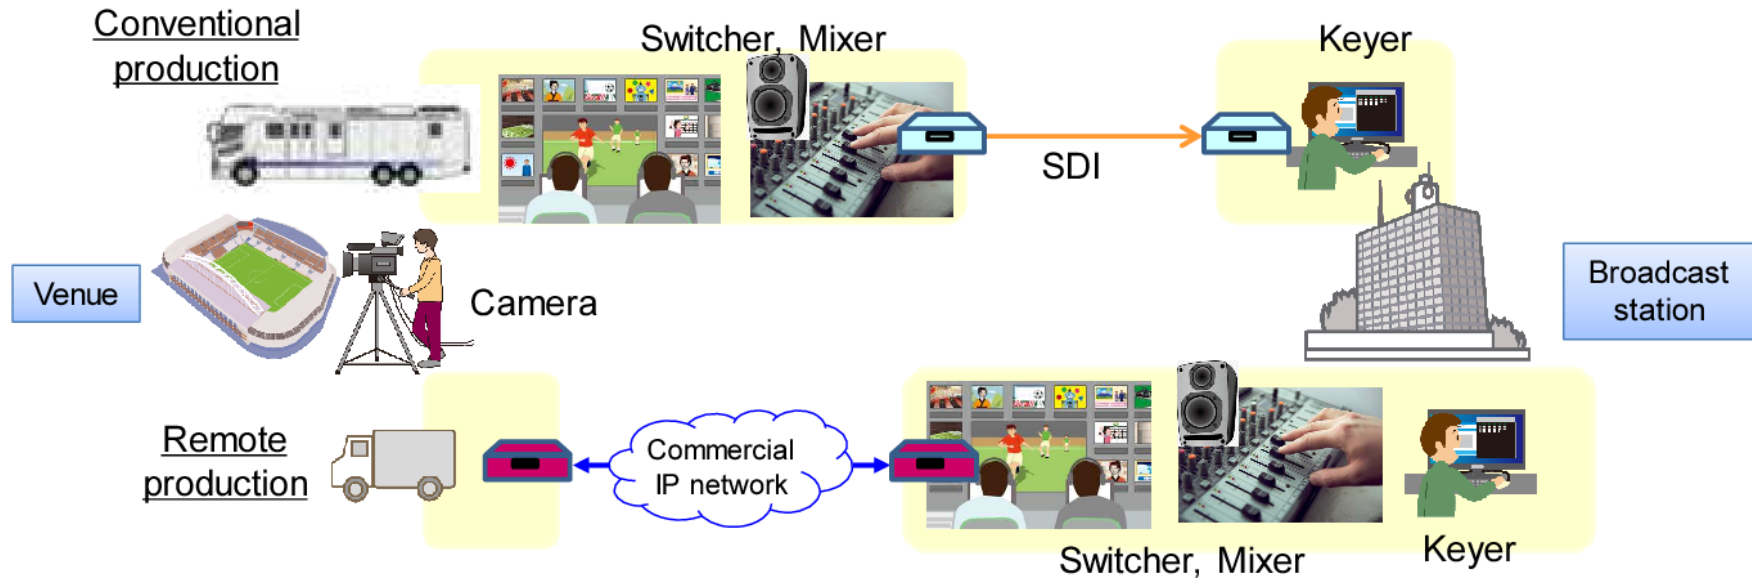 Conventional
production
Switcher, Mixer
Keyer
SDI
Venue
Camera
Broadcast
station
Remote
production
Commercial
IP network
Switcher, Mixer
Keyer